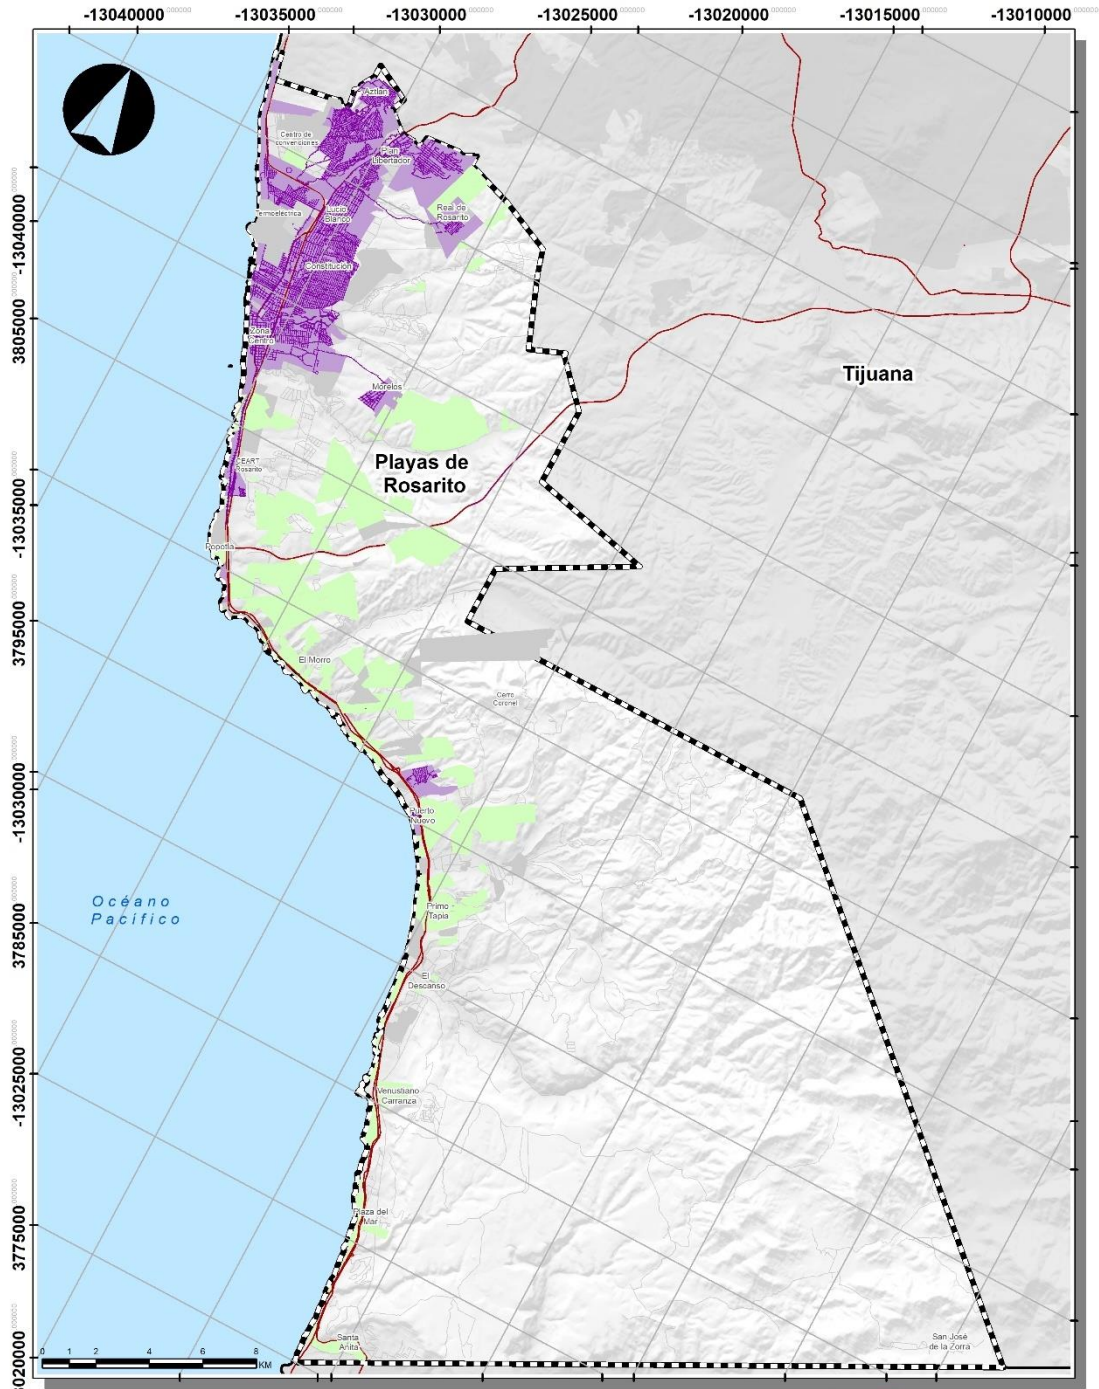 -13040000
-13035000
-13030000
-13025000
-13020000
-13015000
-13010000
Aztlan
Centro de
convenciones
Plan
Libertador
Lucio
Blanco
Real de
Rosarito
Termoeléctrica
Constitución
Zona
Centro
Morelos
Tijuana
Playas de
Rosarito
CEART
Rosarito
Popotla
El Morro
Cerro
Coronel
Puerto
Nuevo
Océano
Pacífico
Primo
Tapia
El
Descanso
Venustiano
Carranza
Plaza del
Mar
Santa
Anita
San José
de la Zorra
0 1 2 4 6 8
KM
-13040000
3805000
-13035000
3795000
-13030000
3785000
-13025000
3775000